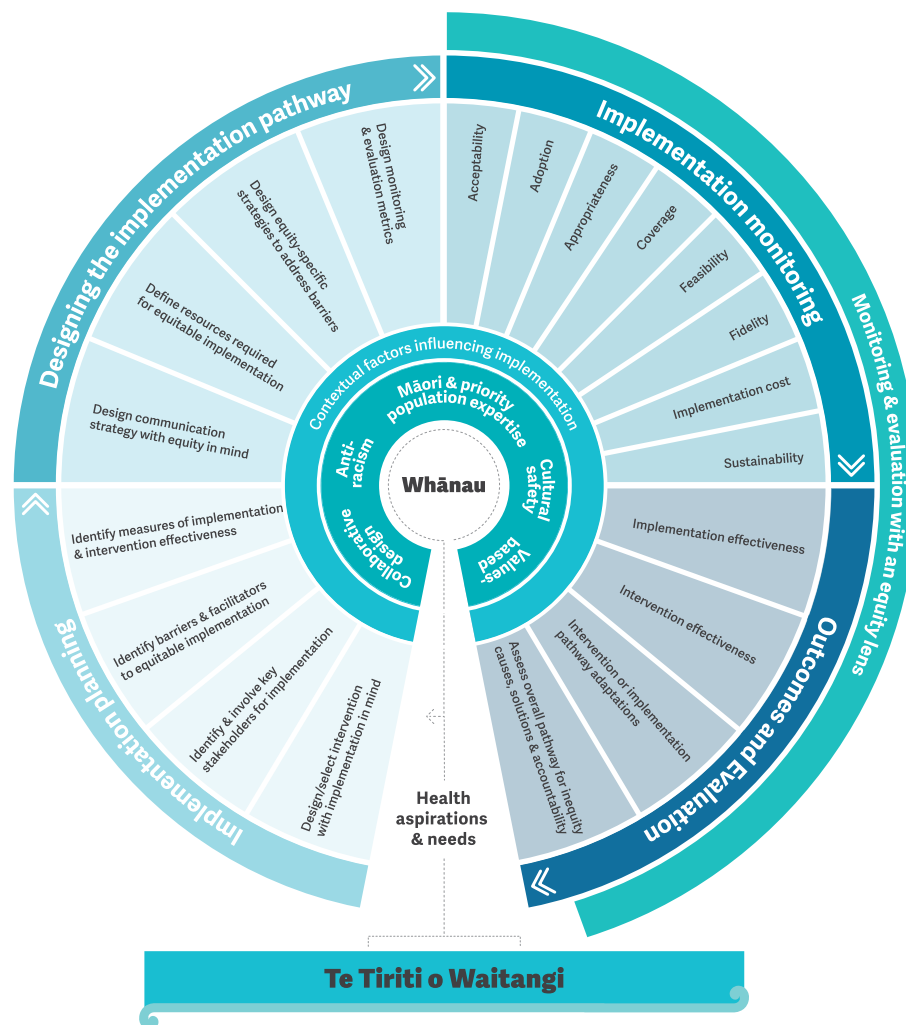 Designing the implementation pathway
Implementation monitoring
Monitoring & evaluation with an equity lens
Outcomes and Evaluation
Implementation planning
Design monitoring
& evaluation metrics
Design equity-specific
strategies to address barriers
Define resources required
for equitable implementation
Design communication
strategy with equity in mind
Identify measures of implementation
& intervention effectiveness
Identify barriers & facilitators
to equitable implementation
Identify & involve key
stakeholders for implementation
Design/select intervention
with implementation in mind
Acceptability
Adoption
Appropriateness
Coverage
Feasibility
Fidelity
Implementation cost
Sustainability
Implementation effectiveness
Intervention effectiveness
Intervention or implementation
pathway adaptations
Assess overall pathway for inequity
causes, solutions & accountability
Contextual factors influencing implementation
Māori & priority
population expertise
Cultural
safety
Values-
based
Collaborative
design
Anti-
racism
Whānau
Health
aspirations
& needs
Te Tiriti o Waitangi